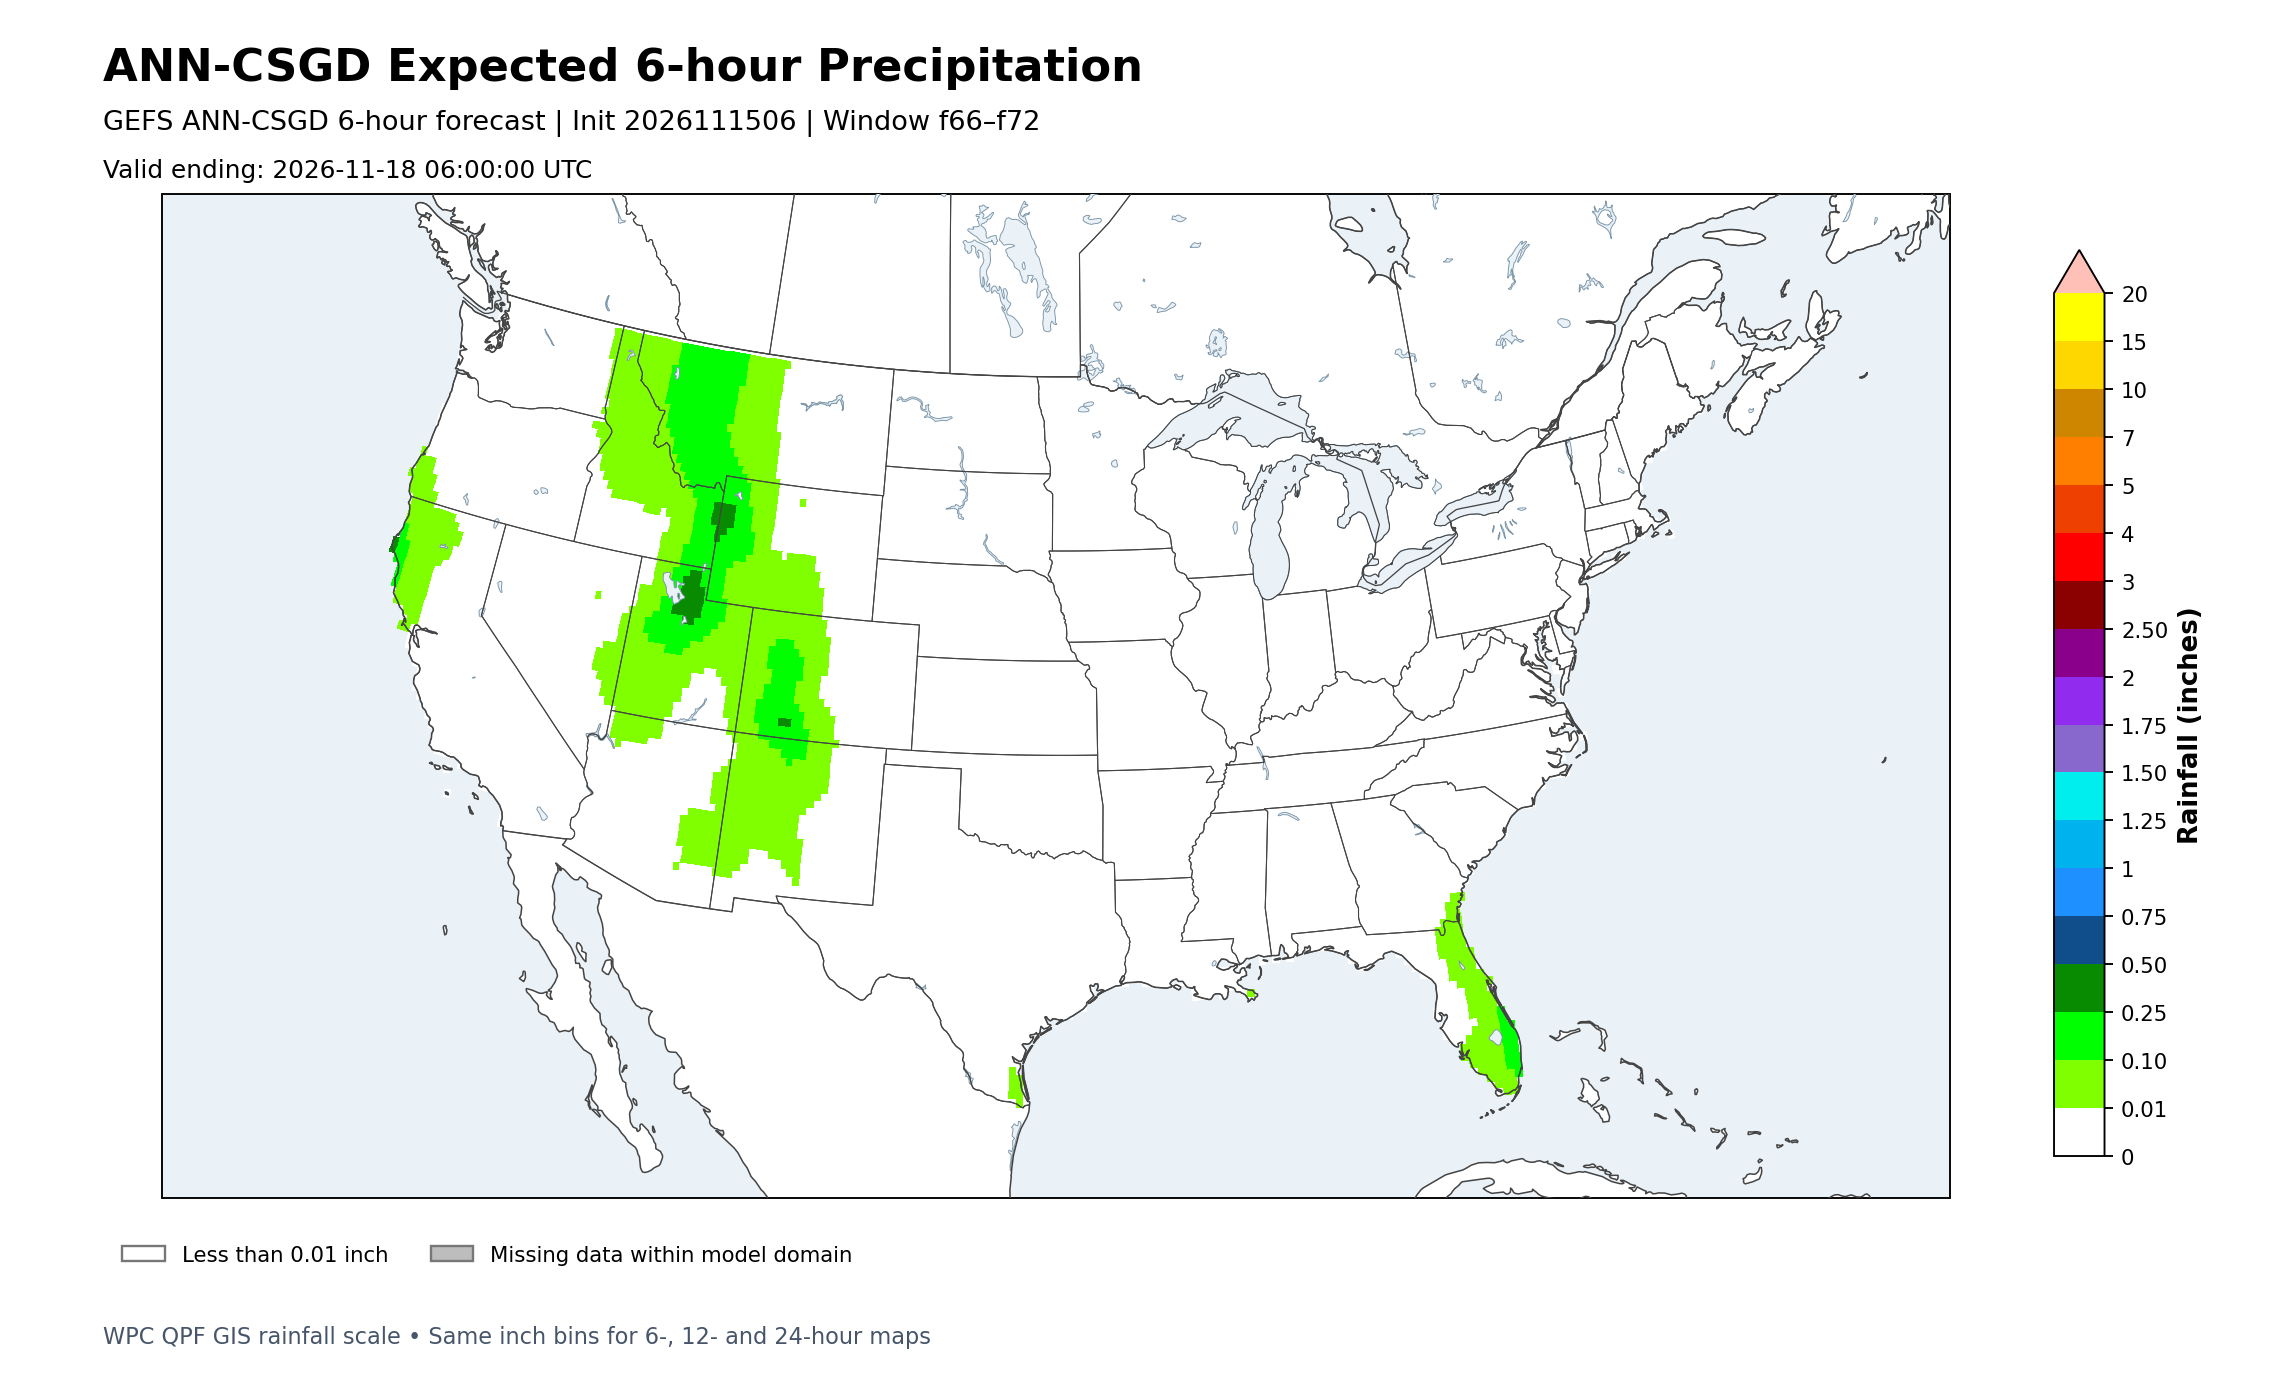 ANN-CSGD Expected 6-hour Precipitation
GEFS ANN-CSGD 6-hour forecast | Init 2026111506 | Window f66–f72
Valid ending: 2026-11-18 06:00:00 UTC
20
15
10
7
5
4
3
2.50
2
1.75
1.50
1.25
1
0.75
0.50
0.25
0.10
0.01
0
Rainfall (inches)
Less than 0.01 inch
Missing data within model domain
WPC QPF GIS rainfall scale • Same inch bins for 6-, 12- and 24-hour maps